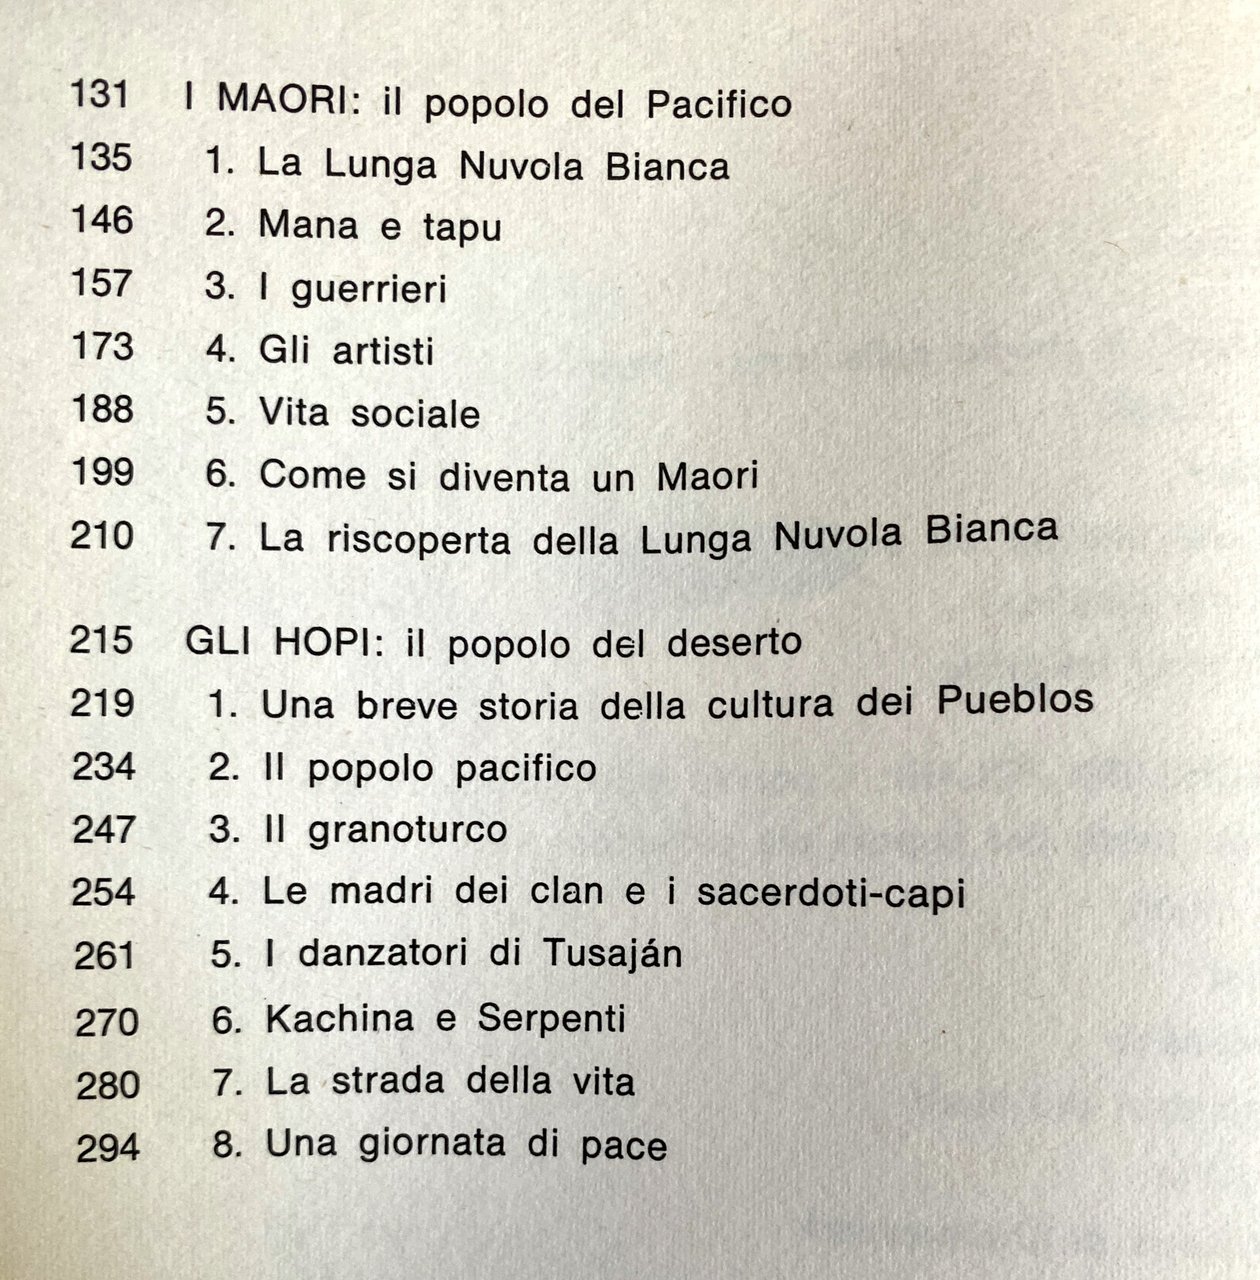 131 I MAORI: il popolo del Pacifico
135 1. La Lunga Nuvola Bianca
146 2. Mana e tapu
157 3. I guerrieri
173 4. Gli artisti
188 5. Vita sociale
199 6. Come si diventa un Maori
210 7. La riscoperta della Lunga Nuvola Bianca
215 GLI HOPI: il popolo del deserto
219 1. Una breve storia della cultura dei Pueblos
234 2. Il popolo pacifico
247 3. Il granoturco
254 4. Le madri dei clan e i sacerdoti-capi
261 5. I danzatori di Tusaján
270 6. Kachina e Serpenti
280 7. La strada della vita
294 8. Una giornata di pace